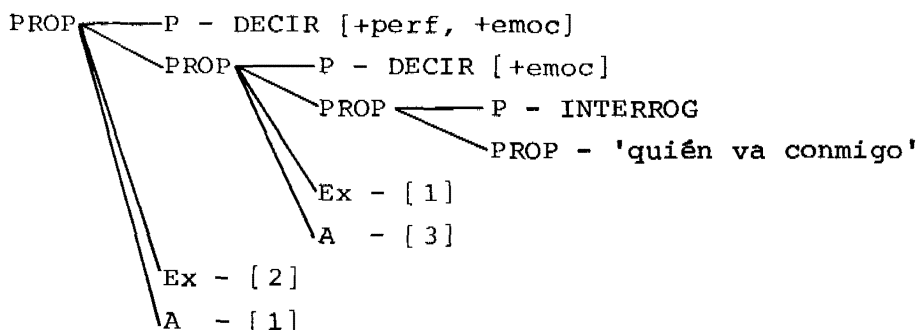 PROP P - DECIR [+perf, +emoc]
PROP P - DECIR [+emoc]
PROP P - INTERROG
PROP - 'quién va conmigo'
Ex - [1]
A - [3]
Ex - [2]
A - [1]